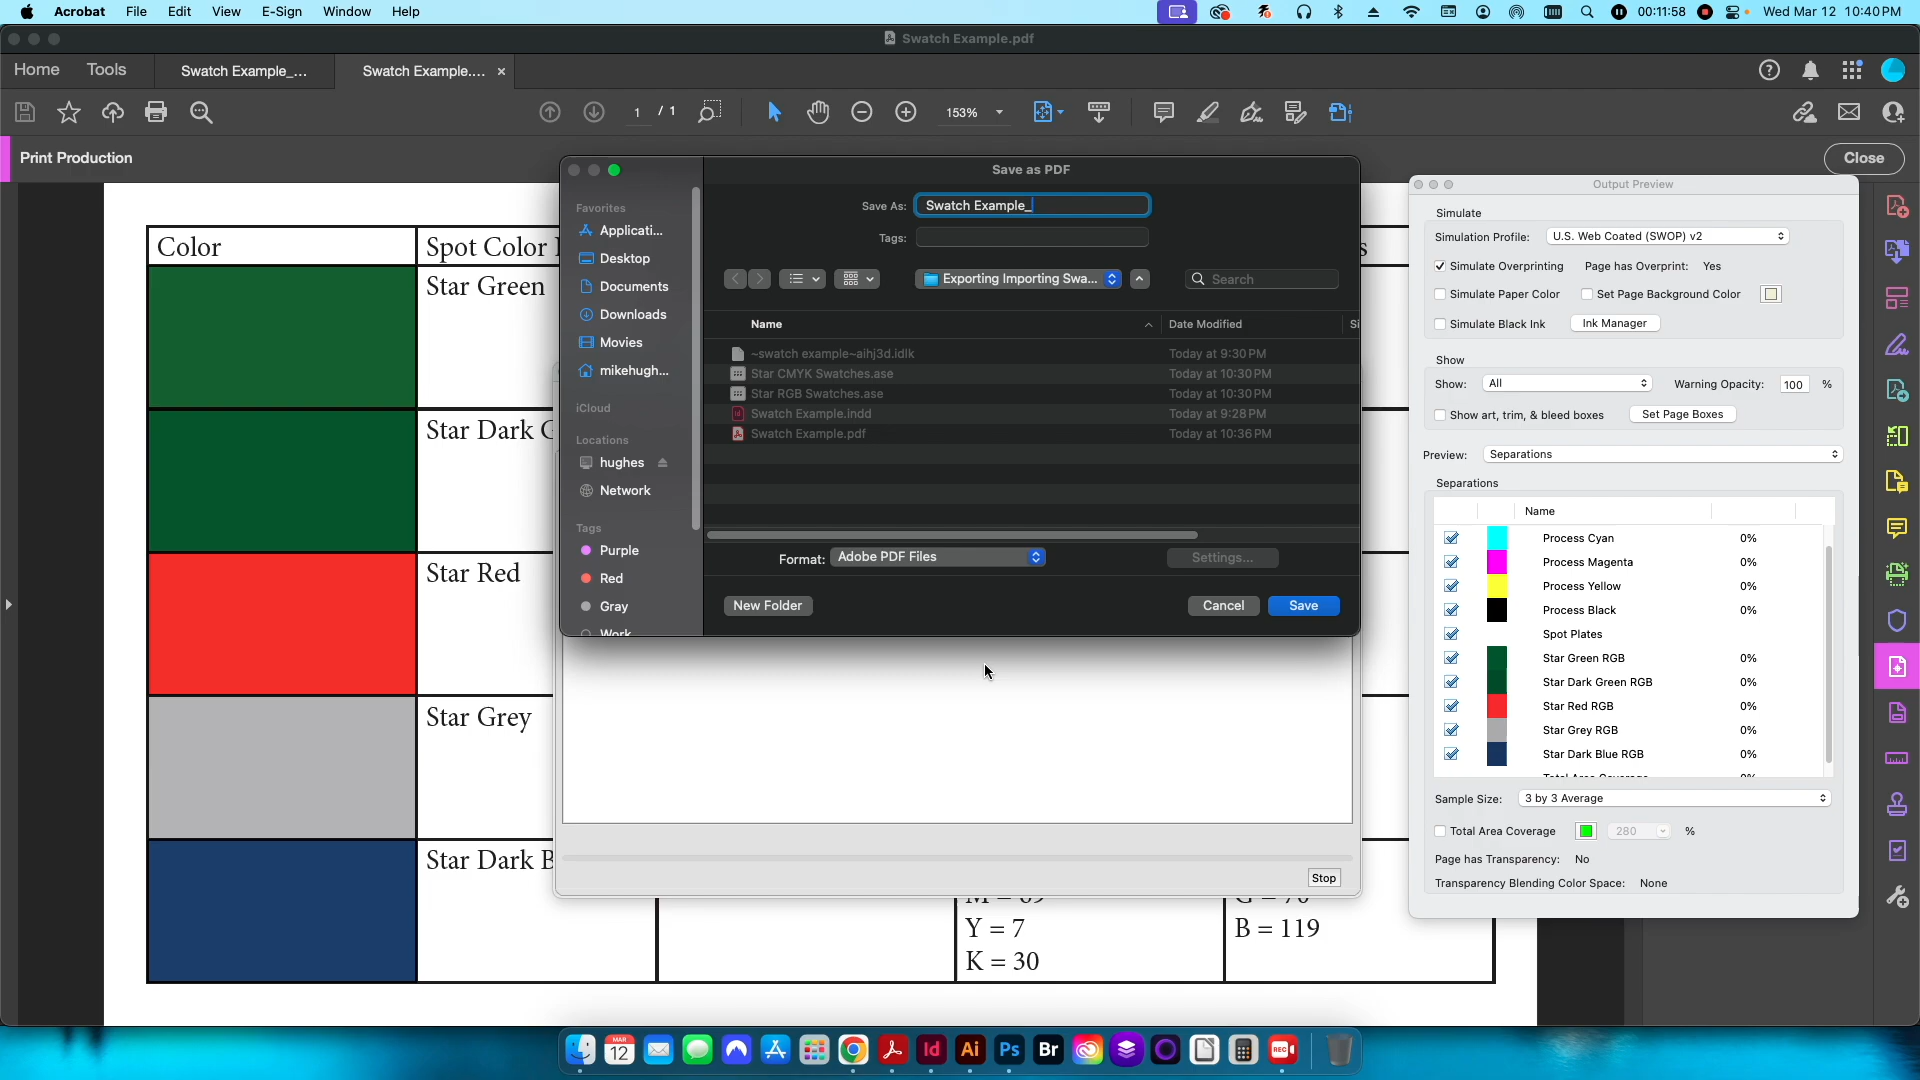 Acrobat File Edit View E-Sign Window Help 00:11:58 Wed Mar 12 10:40 PM
Swatch Example.pdf
Home Tools Swatch Example_... Swatch Example....
1 / 1 153%
Print Production Close
Color Spot Color
Star Green
Star Dark
Star Red
Star Grey
Star Dark B
Y = 7
K = 30
B = 119
Save as PDF
Favorites
Applicati...
Desktop
Documents
Downloads
Movies
mikehugh...
iCloud
Locations
hughes
Network
Tags
Purple
Red
Gray
Work
Save As: Swatch Example_
Tags:
Exporting Importing Swa... Search
Name Date Modified Si
~swatch example~aihj3d.idlk Today at 9:30 PM
Star CMYK Swatches.ase Today at 10:30 PM
Star RGB Swatches.ase Today at 10:30 PM
Swatch Example.indd Today at 9:28 PM
Swatch Example.pdf Today at 10:36 PM
Format: Adobe PDF Files Settings...
New Folder Cancel Save
Stop
Output Preview
Simulate
Simulation Profile: U.S. Web Coated (SWOP) v2
Simulate Overprinting Page has Overprint: Yes
Simulate Paper Color Set Page Background Color
Simulate Black Ink Ink Manager
Show
Show: All Warning Opacity: 100 %
Show art, trim, & bleed boxes Set Page Boxes
Preview: Separations
Separations
Name
Process Cyan 0%
Process Magenta 0%
Process Yellow 0%
Process Black 0%
Spot Plates
Star Green RGB 0%
Star Dark Green RGB 0%
Star Red RGB 0%
Star Grey RGB 0%
Star Dark Blue RGB 0%
Sample Size: 3 by 3 Average
Total Area Coverage 280 %
Page has Transparency: No
Transparency Blending Color Space: None
MAR
12
Id Ai Ps Br REC